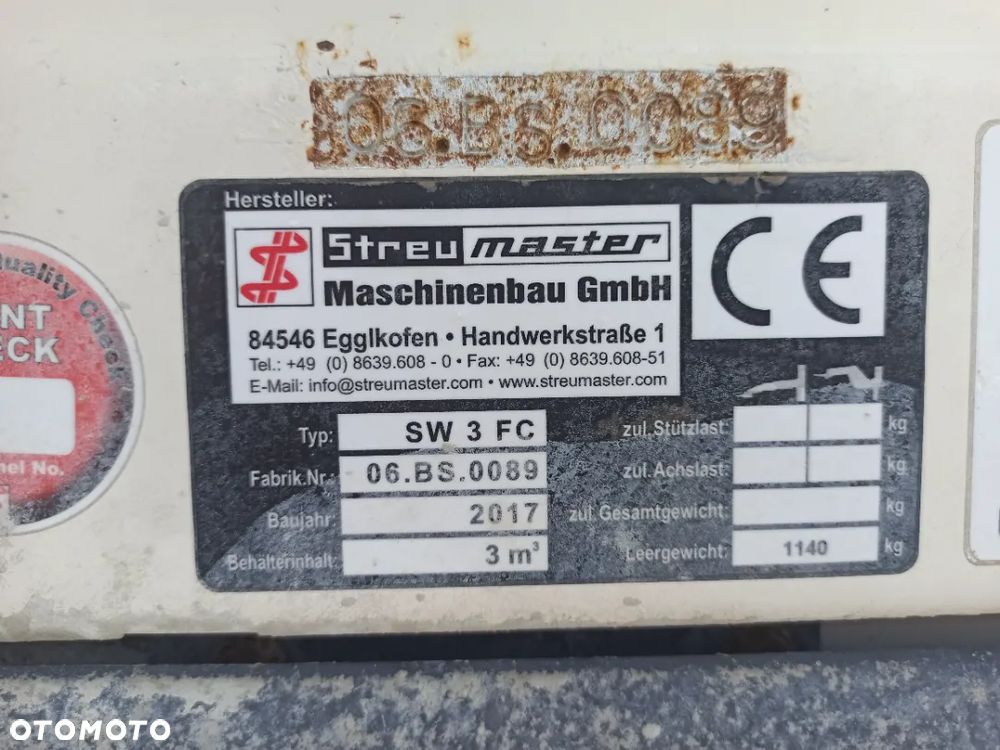 06.BS.0089
Hersteller:
Streumaster
Maschinenbau GmbH
84546 Egglkofen • Handwerkstraße 1
Tel.: +49 (0) 8639.608 - 0 • Fax: +49 (0) 8639.608-51
E-Mail: info@streumaster.com • www.streumaster.com
CE
Typ: SW 3 FC
Fabrik.Nr.: 06.BS.0089
Baujahr: 2017
Behälterinhalt: 3 m³
zul.Stützlast: kg
zul.Achslast: kg
zul.Gesamtgewicht: kg
Leergewicht: 1140 kg
Quality Check
OTOMOTO